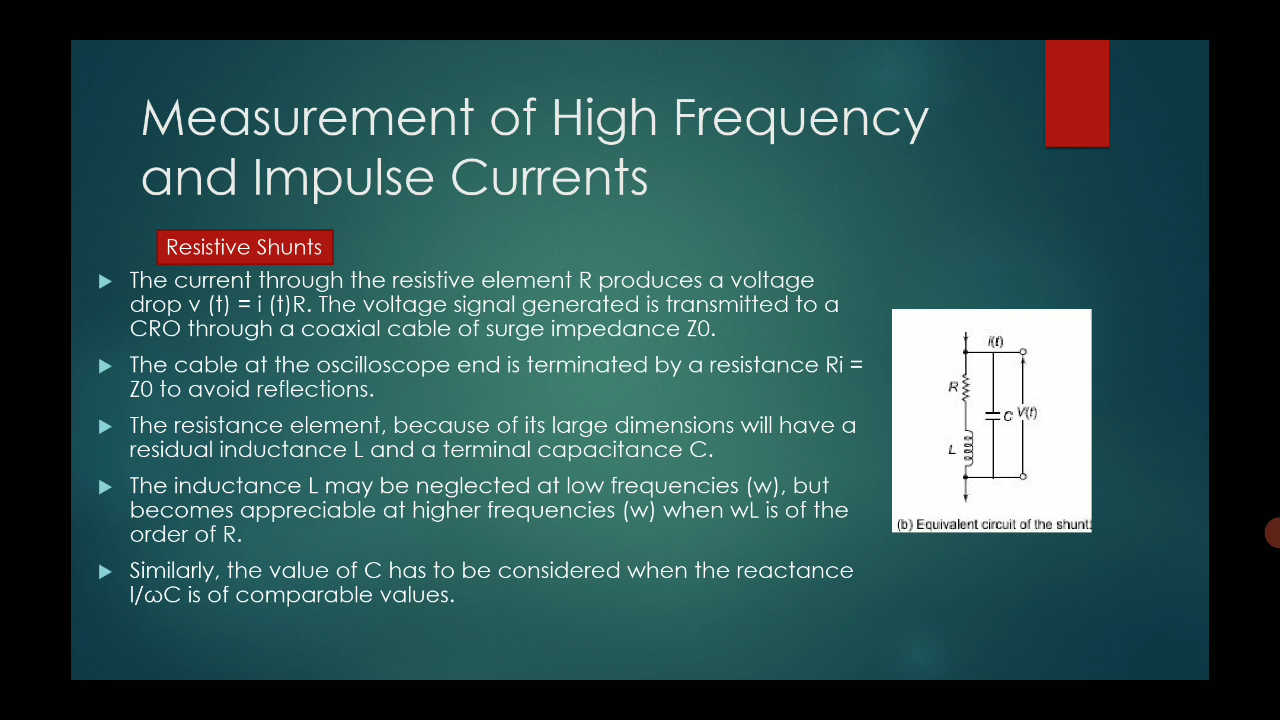 Measurement of High Frequency
and Impulse Currents
Resistive Shunts
The current through the resistive element R produces a voltage
drop v (t) = i (t)R. The voltage signal generated is transmitted to a
CRO through a coaxial cable of surge impedance Z0.
The cable at the oscilloscope end is terminated by a resistance Ri =
Z0 to avoid reflections.
The resistance element, because of its large dimensions will have a
residual inductance L and a terminal capacitance C.
The inductance L may be neglected at low frequencies (w), but
becomes appreciable at higher frequencies (w) when wL is of the
order of R.
Similarly, the value of C has to be considered when the reactance
l/ωC is of comparable values.
i(t)
R
C V(t)
L
(b) Equivalent circuit of the shunt